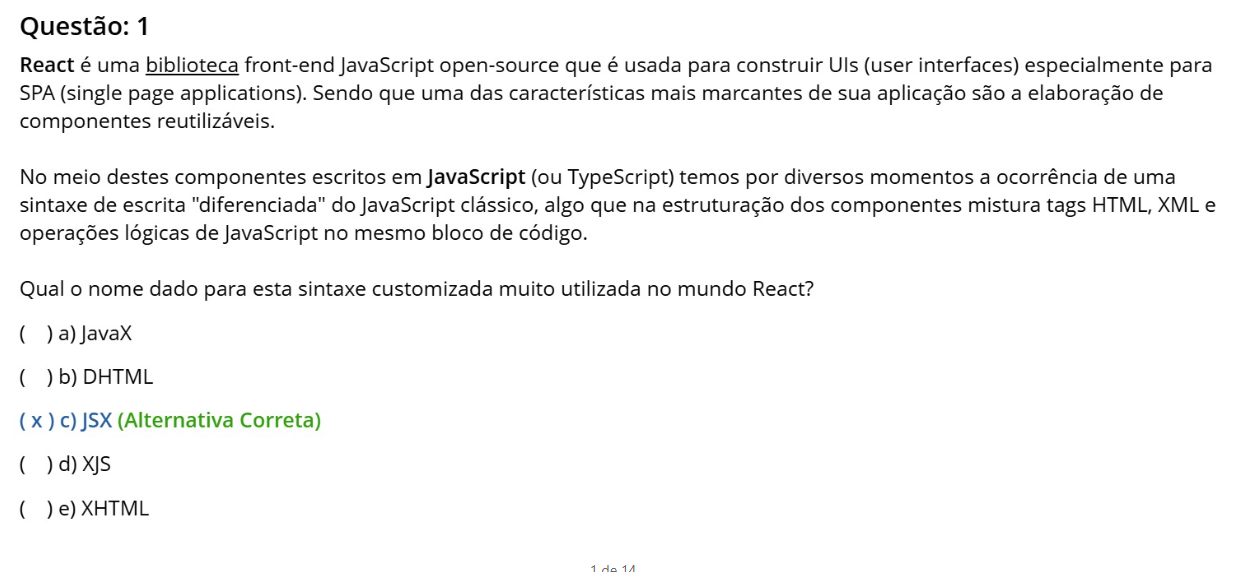 Questão: 1
React é uma biblioteca front-end JavaScript open-source que é usada para construir UIs (user interfaces) especialmente para
SPA (single page applications). Sendo que uma das características mais marcantes de sua aplicação são a elaboração de
componentes reutilizáveis.
No meio destes componentes escritos em JavaScript (ou TypeScript) temos por diversos momentos a ocorrência de uma
sintaxe de escrita "diferenciada" do JavaScript clássico, algo que na estruturação dos componentes mistura tags HTML, XML e
operações lógicas de JavaScript no mesmo bloco de código.
Qual o nome dado para esta sintaxe customizada muito utilizada no mundo React?
( ) a) JavaX
( ) b) DHTML
( x ) c) JSX (Alternativa Correta)
( ) d) XJS
( ) e) XHTML
1 de 14